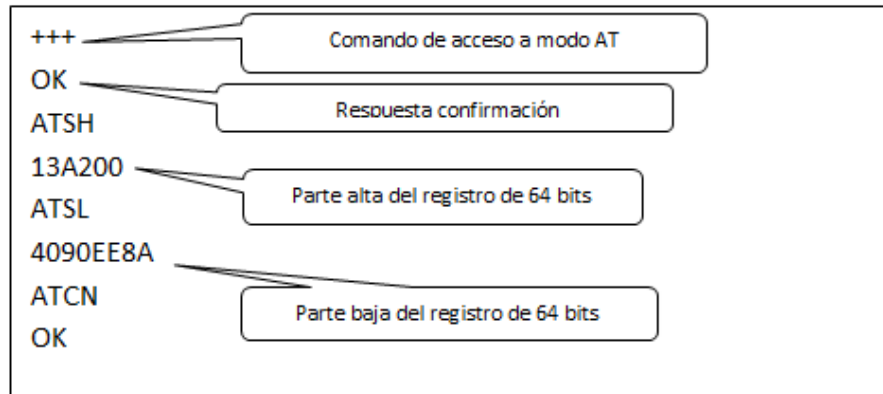 +++
Comando de acceso a modo AT
OK
Respuesta confirmación
ATSH
13A200
Parte alta del registro de 64 bits
ATSL
4090EE8A
ATCN
Parte baja del registro de 64 bits
OK